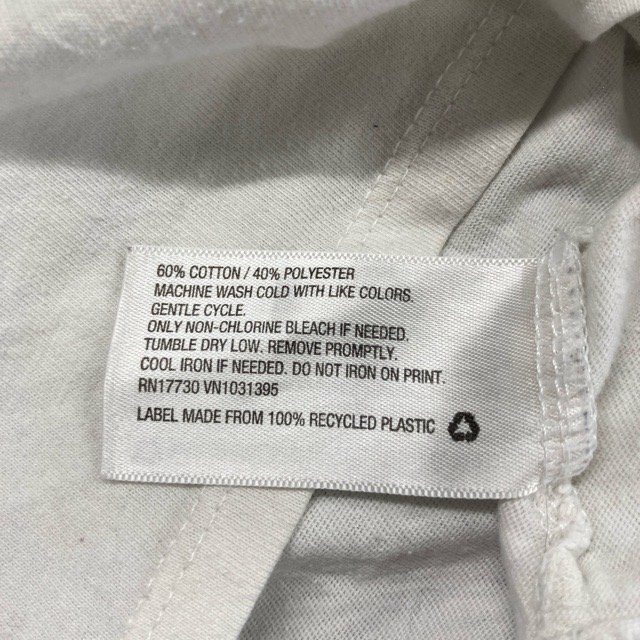 60% COTTON / 40% POLYESTER
MACHINE WASH COLD WITH LIKE COLORS.
GENTLE CYCLE.
ONLY NON-CHLORINE BLEACH IF NEEDED.
TUMBLE DRY LOW. REMOVE PROMPTLY.
COOL IRON IF NEEDED. DO NOT IRON ON PRINT.
RN17730 VN1031395
LABEL MADE FROM 100% RECYCLED PLASTIC